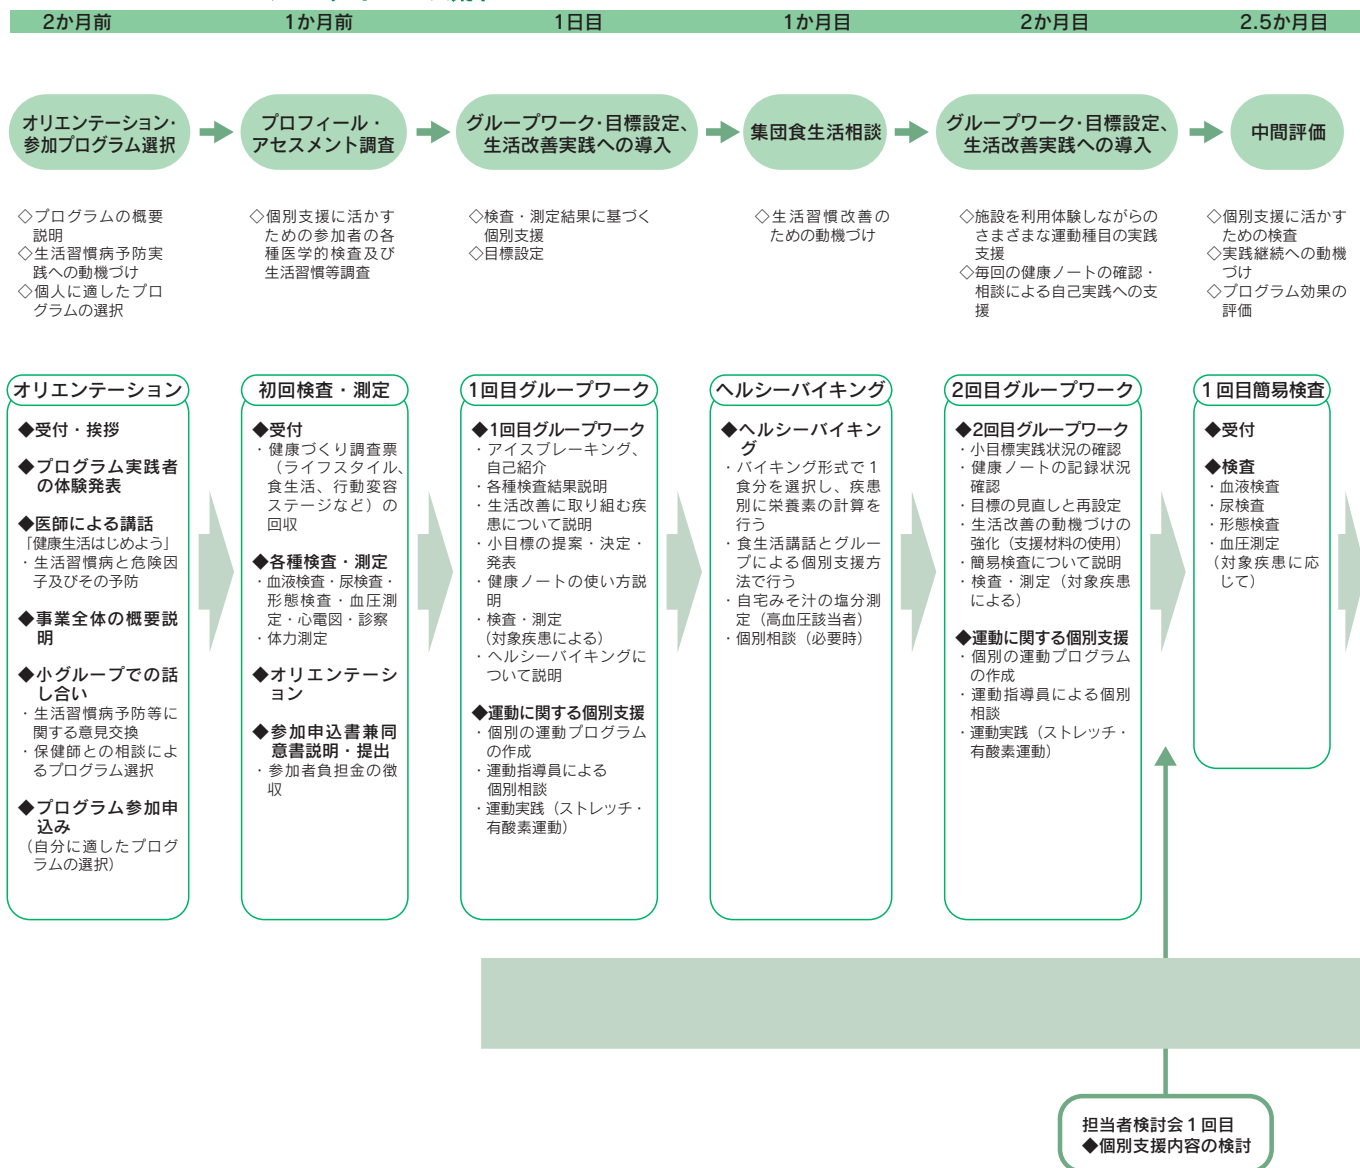 2か月前
1か月前
1日目
1か月目
2か月目
2.5か月目
オリエンテーション・
参加プログラム選択
プロフィール・
アセスメント調査
グループワーク・目標設定、
生活改善実践への導入
集団食生活相談
グループワーク・目標設定、
生活改善実践への導入
中間評価
◇プログラムの概要
説明
◇生活習慣病予防実
践への動機づけ
◇個人に適したプロ
グラムの選択
◇個別支援に活かす
ための参加者の各
種医学的検査及び
生活習慣等調査
◇検査・測定結果に基づく
個別支援
◇目標設定
◇生活習慣改善の
ための動機づけ
◇施設を利用体験しながらの
さまざまな運動種目の実践
支援
◇毎回の健康ノートの確認・
相談による自己実践への支
援
◇個別支援に活かす
ための検査
◇実践継続への動機
づけ
◇プログラム効果の
評価
オリエンテーション
◆受付・挨拶
◆プログラム実践者
の体験発表
◆医師による講話
「健康生活はじめよう」
・生活習慣病と危険因
子及びその予防
◆事業全体の概要説
明
◆小グループでの話
し合い
・生活習慣病予防等に
関する意見交換
・保健師との相談によ
るプログラム選択
◆プログラム参加申
込み
（自分に適したプログ
ラムの選択）
初回検査・測定
◆受付
・健康づくり調査票
（ライフスタイル、
食生活、行動変容
ステージなど）の
回収
◆各種検査・測定
・血液検査・尿検査・
形態検査・血圧測
定・心電図・診察
・体力測定
◆オリエンテーシ
ョン
◆参加申込書兼同
意書説明・提出
・参加者負担金の徴
収
1回目グループワーク
◆1回目グループワーク
・アイスブレーキング、
自己紹介
・各種検査結果説明
・生活改善に取り組む疾
患について説明
・小目標の提案・決定・
発表
・健康ノートの使い方説
明
・検査・測定
（対象疾患による）
・ヘルシーバイキングに
ついて説明
◆運動に関する個別支援
・個別の運動プログラム
の作成
・運動指導員による
個別相談
・運動実践（ストレッチ・
有酸素運動）
ヘルシーバイキング
◆ヘルシーバイキン
グ
・バイキング形式で１
食分を選択し、疾患
別に栄養素の計算を
行う
・食生活講話とグルー
プによる個別支援方
法で行う
・自宅みそ汁の塩分測
定（高血圧該当者）
・個別相談（必要時）
2回目グループワーク
◆2回目グループワーク
・小目標実践状況の確認
・健康ノートの記録状況
確認
・目標の見直しと再設定
・生活改善の動機づけの
強化（支援材料の使用）
・簡易検査について説明
・検査・測定（対象疾患
による）
◆運動に関する個別支援
・個別の運動プログラム
の作成
・運動指導員による個別
相談
・運動実践（ストレッチ・
有酸素運動）
１回目簡易検査
◆受付
◆検査
・血液検査
・尿検査
・形態検査
・血圧測定
（対象疾患に応
じて）
担当者検討会１回目
◆個別支援内容の検討